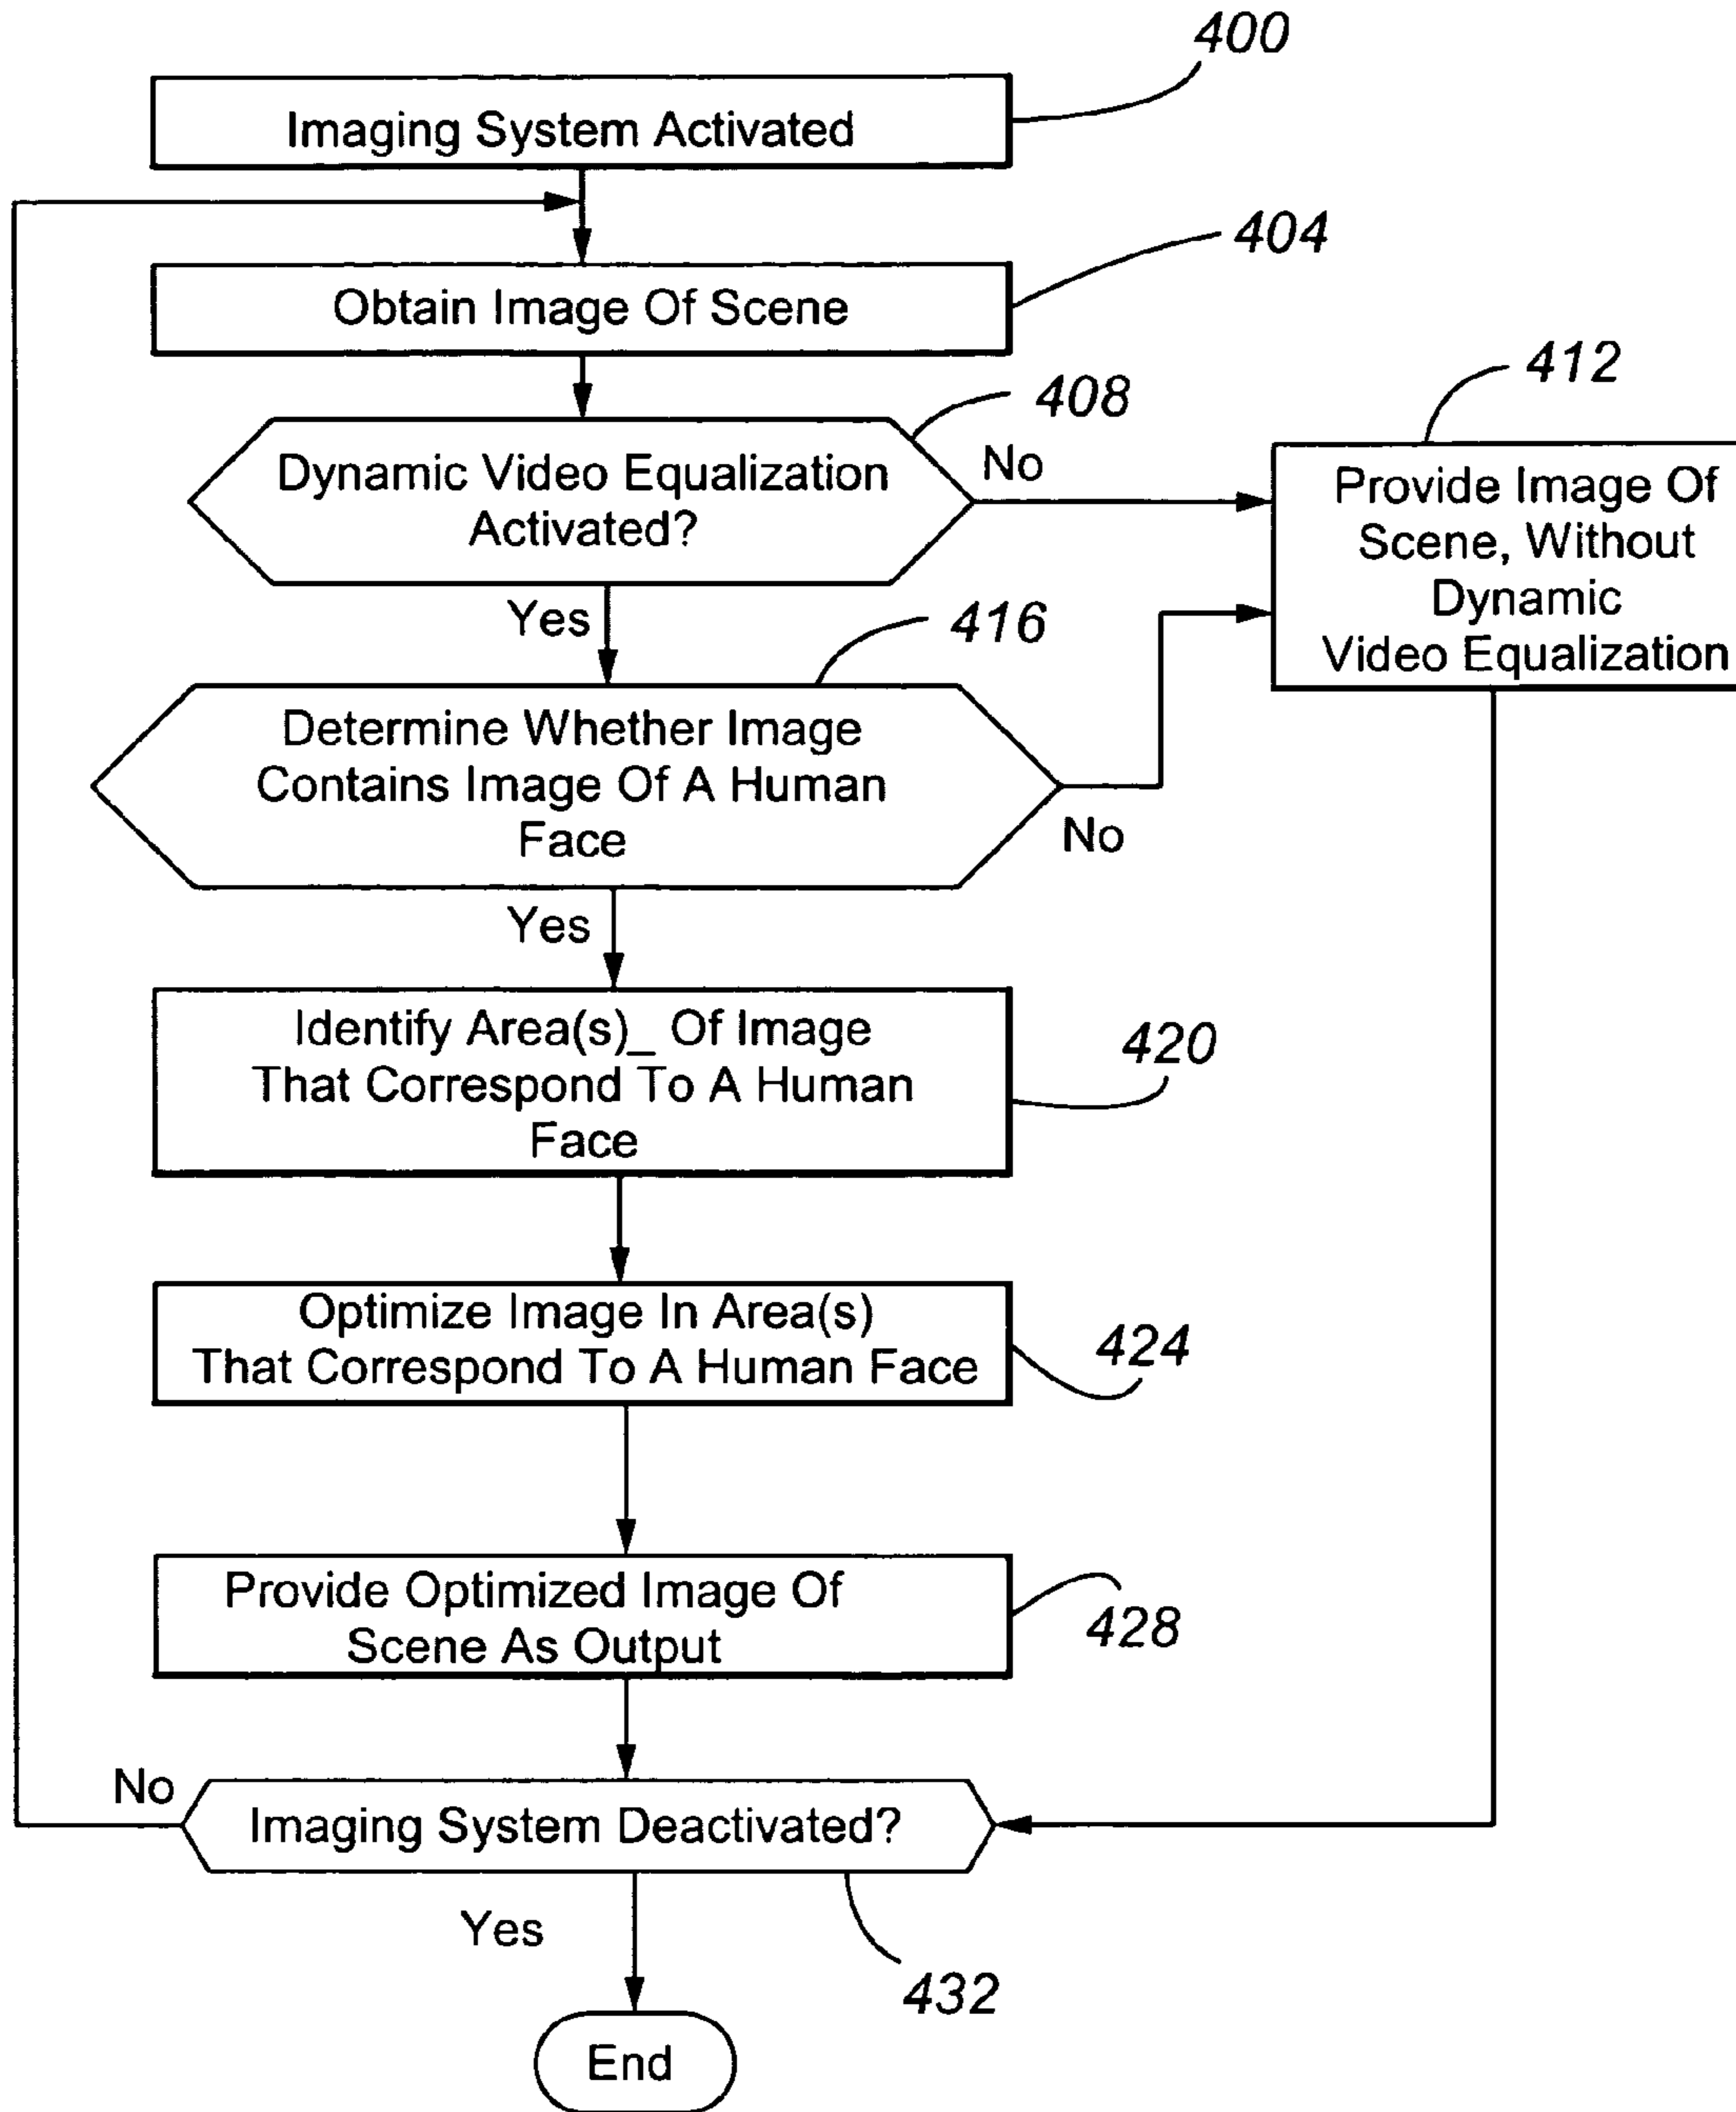 400
Imaging System Activated
404
Obtain Image Of Scene
408
412
Dynamic Video Equalization
Activated?
No
Provide Image Of
Scene, Without
Dynamic
Video Equalization
Yes
416
Determine Whether Image
Contains Image Of A Human
Face
No
Yes
Identify Area(s)_ Of Image
That Correspond To A Human
Face
420
Optimize Image In Area(s)
That Correspond To A Human Face
424
Provide Optimized Image Of
Scene As Output
428
No
Imaging System Deactivated?
Yes
432
End